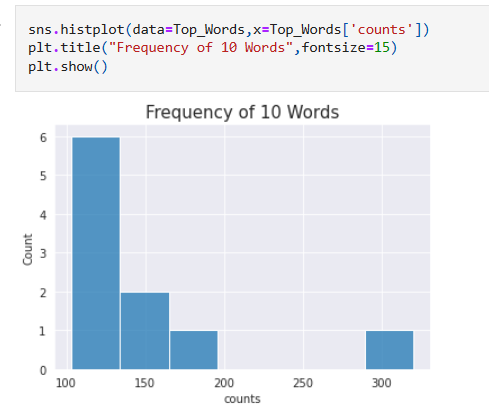 sns.histplot(data=Top_Words,x=Top_Words['counts'])
plt.title("Frequency of 10 Words",fontsize=15)
plt.show()
Frequency of 10 Words
6
5
4
3
2
1
0
Count
100 150 200 250 300
counts